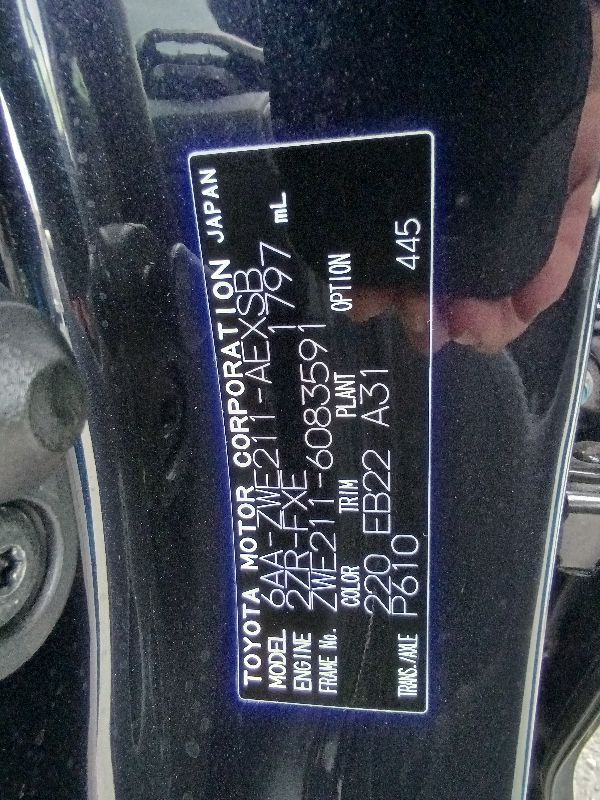 TOYOTA MOTOR CORPORATION JAPAN
MODEL 6AA-ZWE211-AEXSB
ENGINE 2ZR-FXE 1797 mL
FRAME No. ZWE211-6083591
COLOR TRIM PLANT OPTION
220 EB22 A31
TRANS./AXLE P610 445